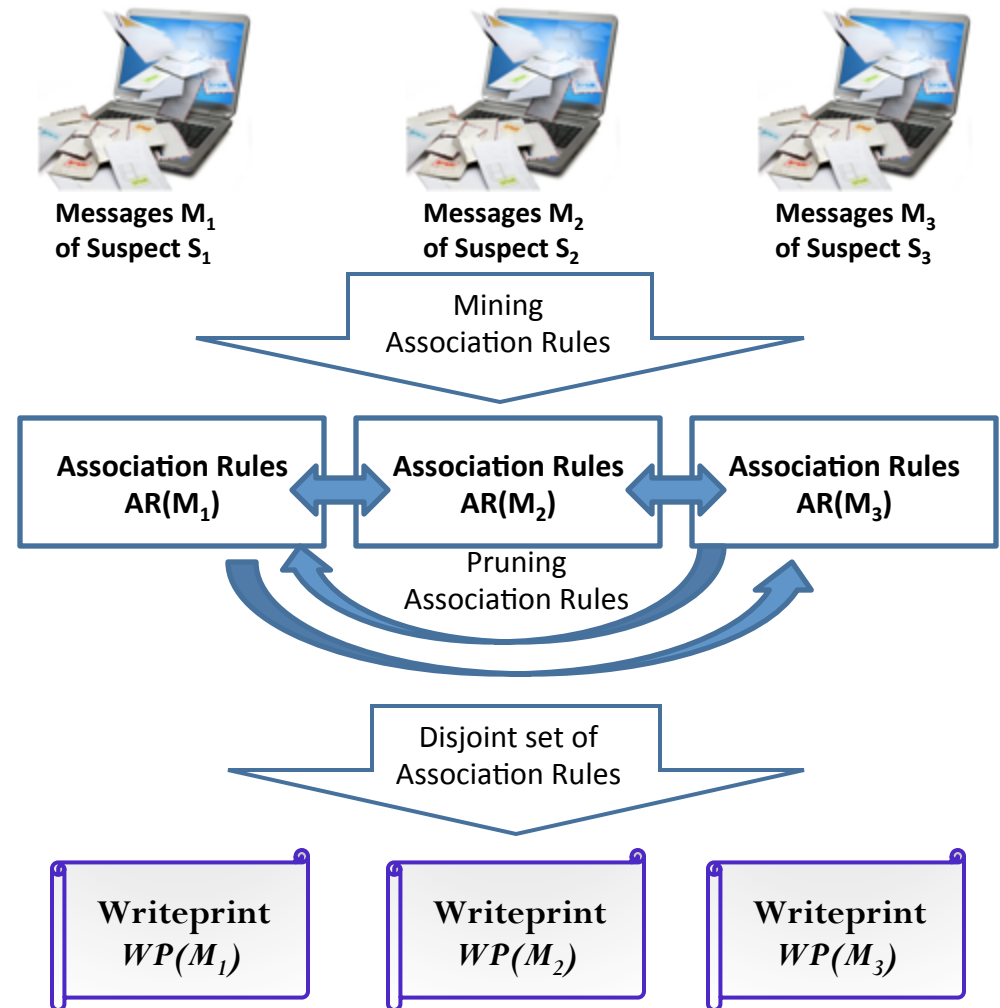 Messages M₁
of Suspect S₁
Messages M₂
of Suspect S₂
Messages M₃
of Suspect S₃
Mining
Association Rules
Association Rules
AR(M₁)
Association Rules
AR(M₂)
Association Rules
AR(M₃)
Pruning
Association Rules
Disjoint set of
Association Rules
Writeprint
WP(M₁)
Writeprint
WP(M₂)
Writeprint
WP(M₃)